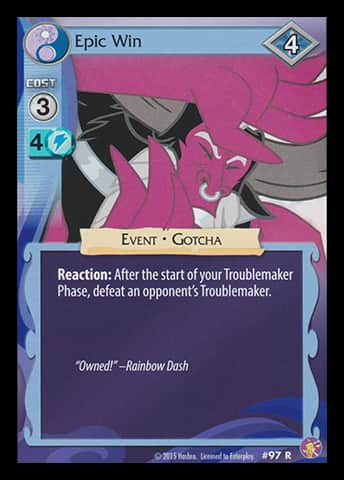 Epic Win
4
COST
3
4
EVENT • GOTCHA
Reaction: After the start of your Troublemaker
Phase, defeat an opponent's Troublemaker.
"Owned!" –Rainbow Dash
© 2015 Hasbro. Licensed to Enterplay. #97 R